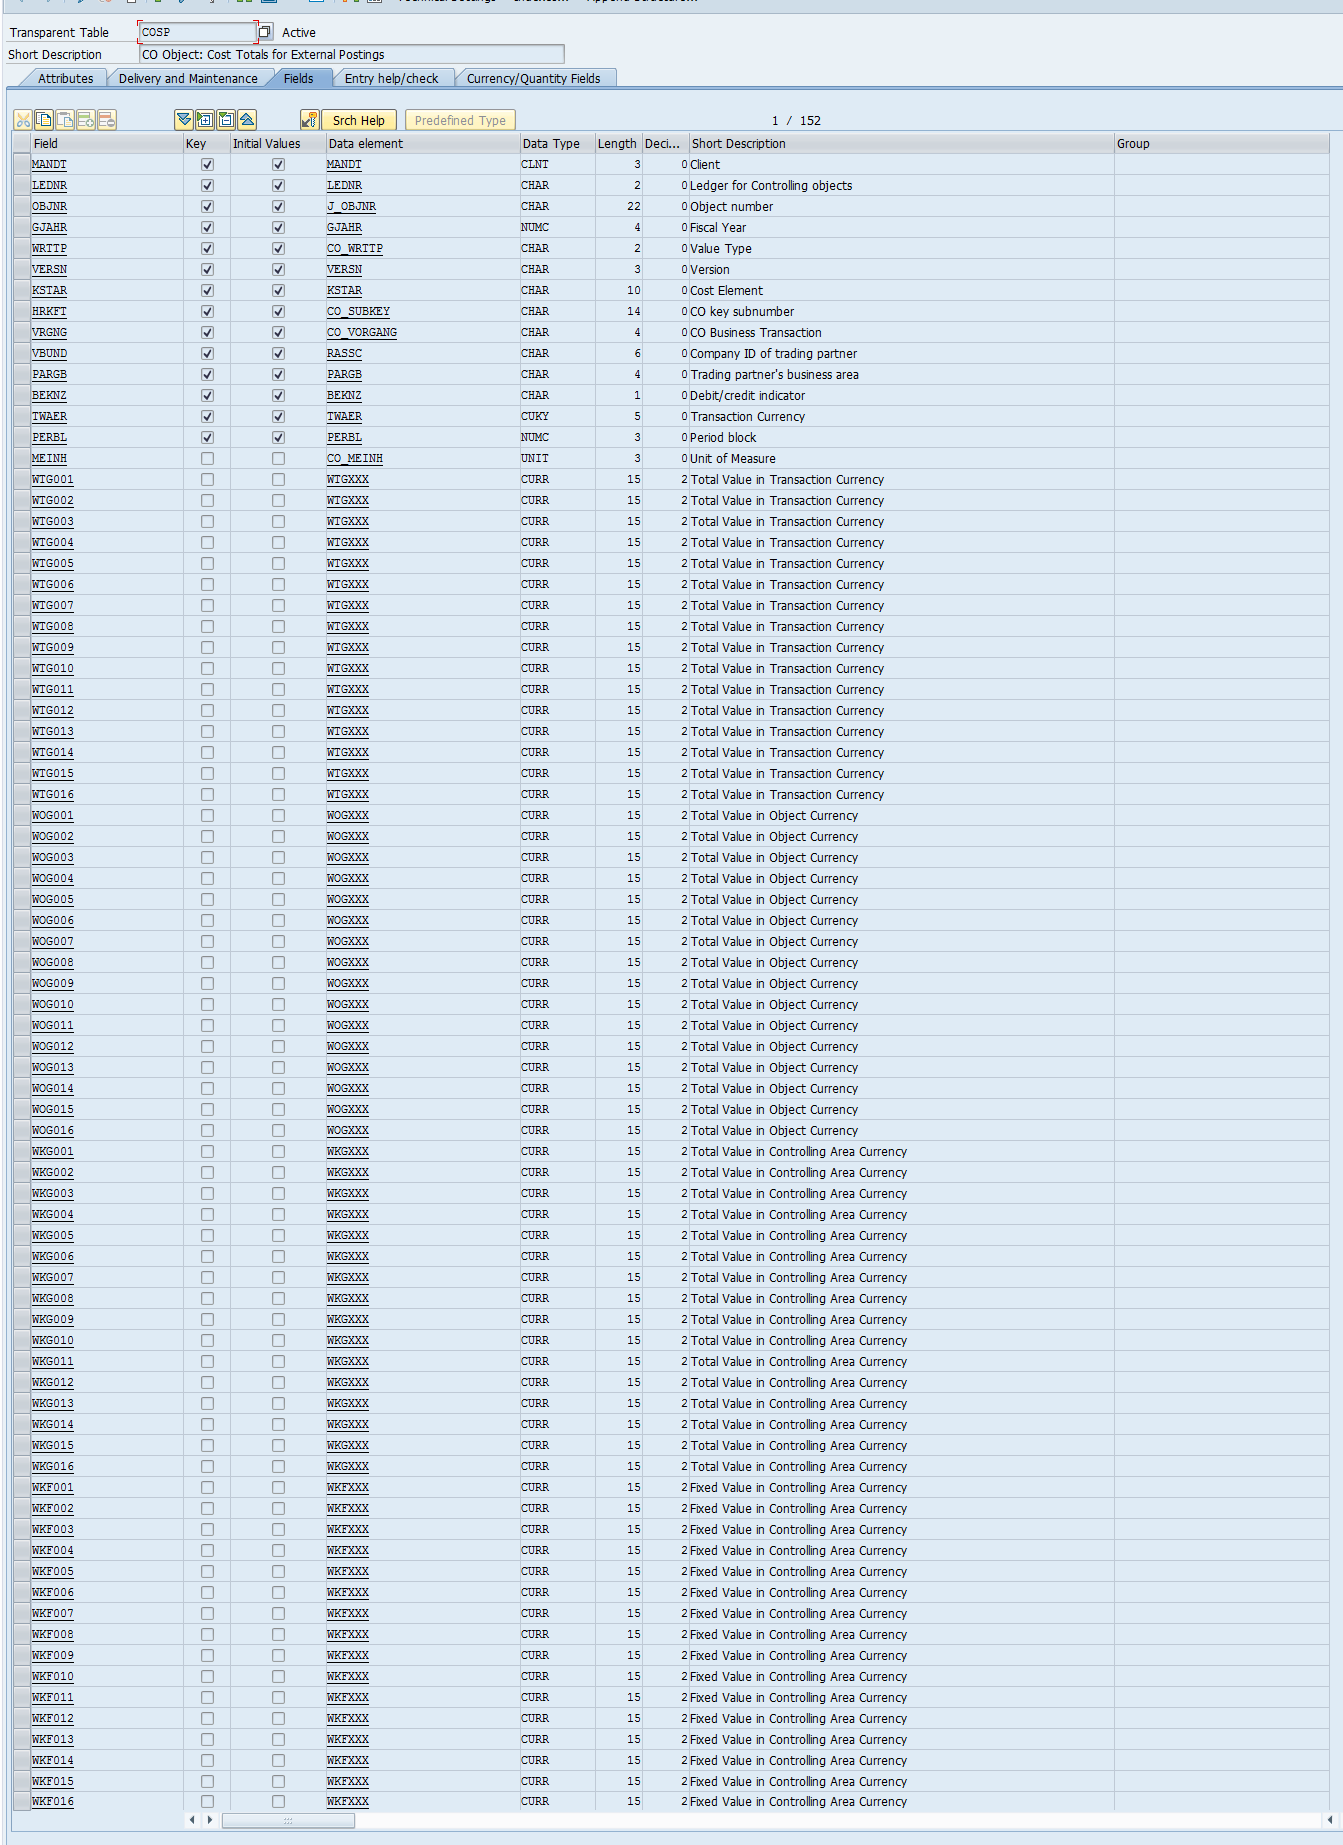 Transparent Table COSP Active
Short Description CO Object: Cost Totals for External Postings
Attributes Delivery and Maintenance Fields Entry help/check Currency/Quantity Fields
Srch Help Predefined Type 1 / 152
Field Key Initial Values Data element Data Type Length Deci... Short Description Group
MANDT MANDT CLNT 3 0 Client
LEDNR LEDNR CHAR 2 0 Ledger for Controlling objects
OBJNR J_OBJNR CHAR 22 0 Object number
GJAHR GJAHR NUMC 4 0 Fiscal Year
WRTTP CO_WRTTP CHAR 2 0 Value Type
VERSN VERSN CHAR 3 0 Version
KSTAR KSTAR CHAR 10 0 Cost Element
HRKFT CO_SUBKEY CHAR 14 0 CO key subnumber
VRGNG CO_VORGANG CHAR 4 0 CO Business Transaction
VBUND RASSC CHAR 6 0 Company ID of trading partner
PARGB PARGB CHAR 4 0 Trading partner's business area
BEKNZ BEKNZ CHAR 1 0 Debit/credit indicator
TWAER TWAER CUKY 5 0 Transaction Currency
PERBL PERBL NUMC 3 0 Period block
MEINH CO_MEINH UNIT 3 0 Unit of Measure
WTG001 WTGXXX CURR 15 2 Total Value in Transaction Currency
WTG002 WTGXXX CURR 15 2 Total Value in Transaction Currency
WTG003 WTGXXX CURR 15 2 Total Value in Transaction Currency
WTG004 WTGXXX CURR 15 2 Total Value in Transaction Currency
WTG005 WTGXXX CURR 15 2 Total Value in Transaction Currency
WTG006 WTGXXX CURR 15 2 Total Value in Transaction Currency
WTG007 WTGXXX CURR 15 2 Total Value in Transaction Currency
WTG008 WTGXXX CURR 15 2 Total Value in Transaction Currency
WTG009 WTGXXX CURR 15 2 Total Value in Transaction Currency
WTG010 WTGXXX CURR 15 2 Total Value in Transaction Currency
WTG011 WTGXXX CURR 15 2 Total Value in Transaction Currency
WTG012 WTGXXX CURR 15 2 Total Value in Transaction Currency
WTG013 WTGXXX CURR 15 2 Total Value in Transaction Currency
WTG014 WTGXXX CURR 15 2 Total Value in Transaction Currency
WTG015 WTGXXX CURR 15 2 Total Value in Transaction Currency
WTG016 WTGXXX CURR 15 2 Total Value in Transaction Currency
WOG001 WOGXXX CURR 15 2 Total Value in Object Currency
WOG002 WOGXXX CURR 15 2 Total Value in Object Currency
WOG003 WOGXXX CURR 15 2 Total Value in Object Currency
WOG004 WOGXXX CURR 15 2 Total Value in Object Currency
WOG005 WOGXXX CURR 15 2 Total Value in Object Currency
WOG006 WOGXXX CURR 15 2 Total Value in Object Currency
WOG007 WOGXXX CURR 15 2 Total Value in Object Currency
WOG008 WOGXXX CURR 15 2 Total Value in Object Currency
WOG009 WOGXXX CURR 15 2 Total Value in Object Currency
WOG010 WOGXXX CURR 15 2 Total Value in Object Currency
WOG011 WOGXXX CURR 15 2 Total Value in Object Currency
WOG012 WOGXXX CURR 15 2 Total Value in Object Currency
WOG013 WOGXXX CURR 15 2 Total Value in Object Currency
WOG014 WOGXXX CURR 15 2 Total Value in Object Currency
WOG015 WOGXXX CURR 15 2 Total Value in Object Currency
WOG016 WOGXXX CURR 15 2 Total Value in Object Currency
WKG001 WKGXXX CURR 15 2 Total Value in Controlling Area Currency
WKG002 WKGXXX CURR 15 2 Total Value in Controlling Area Currency
WKG003 WKGXXX CURR 15 2 Total Value in Controlling Area Currency
WKG004 WKGXXX CURR 15 2 Total Value in Controlling Area Currency
WKG005 WKGXXX CURR 15 2 Total Value in Controlling Area Currency
WKG006 WKGXXX CURR 15 2 Total Value in Controlling Area Currency
WKG007 WKGXXX CURR 15 2 Total Value in Controlling Area Currency
WKG008 WKGXXX CURR 15 2 Total Value in Controlling Area Currency
WKG009 WKGXXX CURR 15 2 Total Value in Controlling Area Currency
WKG010 WKGXXX CURR 15 2 Total Value in Controlling Area Currency
WKG011 WKGXXX CURR 15 2 Total Value in Controlling Area Currency
WKG012 WKGXXX CURR 15 2 Total Value in Controlling Area Currency
WKG013 WKGXXX CURR 15 2 Total Value in Controlling Area Currency
WKG014 WKGXXX CURR 15 2 Total Value in Controlling Area Currency
WKG015 WKGXXX CURR 15 2 Total Value in Controlling Area Currency
WKG016 WKGXXX CURR 15 2 Total Value in Controlling Area Currency
WKF001 WKFXXX CURR 15 2 Fixed Value in Controlling Area Currency
WKF002 WKFXXX CURR 15 2 Fixed Value in Controlling Area Currency
WKF003 WKFXXX CURR 15 2 Fixed Value in Controlling Area Currency
WKF004 WKFXXX CURR 15 2 Fixed Value in Controlling Area Currency
WKF005 WKFXXX CURR 15 2 Fixed Value in Controlling Area Currency
WKF006 WKFXXX CURR 15 2 Fixed Value in Controlling Area Currency
WKF007 WKFXXX CURR 15 2 Fixed Value in Controlling Area Currency
WKF008 WKFXXX CURR 15 2 Fixed Value in Controlling Area Currency
WKF009 WKFXXX CURR 15 2 Fixed Value in Controlling Area Currency
WKF010 WKFXXX CURR 15 2 Fixed Value in Controlling Area Currency
WKF011 WKFXXX CURR 15 2 Fixed Value in Controlling Area Currency
WKF012 WKFXXX CURR 15 2 Fixed Value in Controlling Area Currency
WKF013 WKFXXX CURR 15 2 Fixed Value in Controlling Area Currency
WKF014 WKFXXX CURR 15 2 Fixed Value in Controlling Area Currency
WKF015 WKFXXX CURR 15 2 Fixed Value in Controlling Area Currency
WKF016 WKFXXX CURR 15 2 Fixed Value in Controlling Area Currency